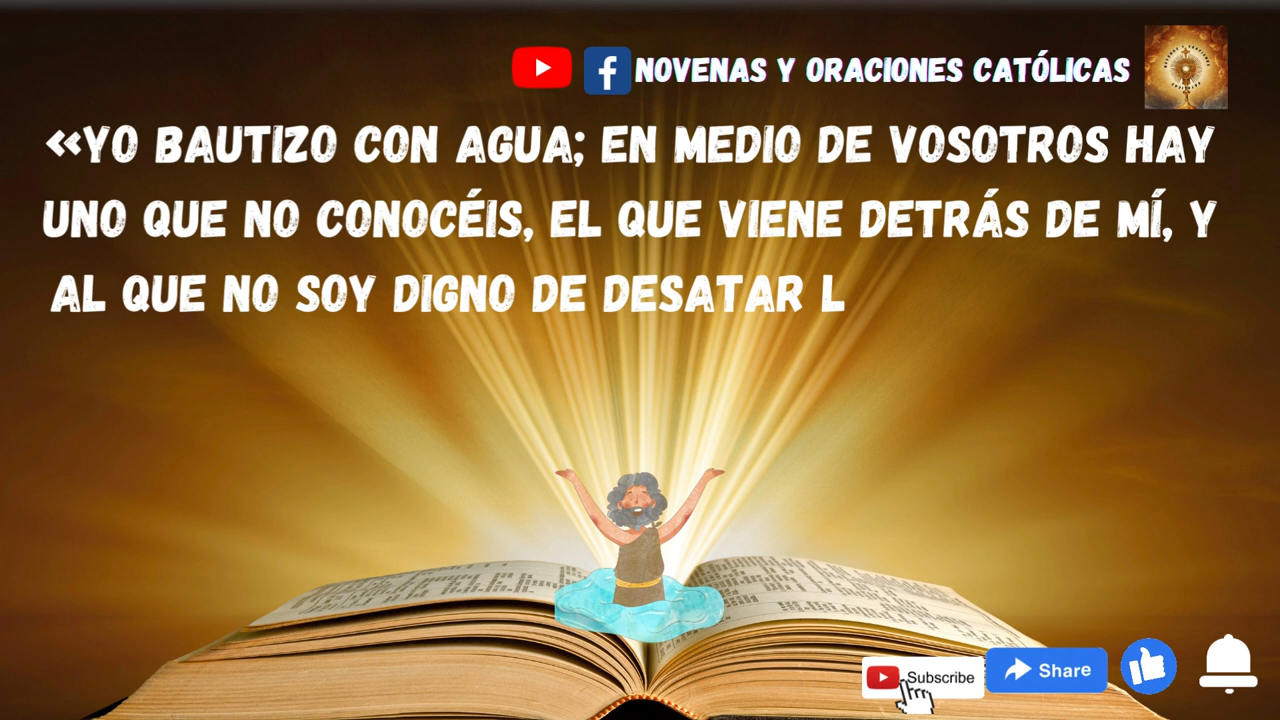 NOVENAS Y ORACIONES CATÓLICAS
«YO BAUTIZO CON AGUA; EN MEDIO DE VOSOTROS HAY
UNO QUE NO CONOCÉIS, EL QUE VIENE DETRÁS DE MÍ, Y
AL QUE NO SOY DIGNO DE DESATAR L
Subscribe
Share